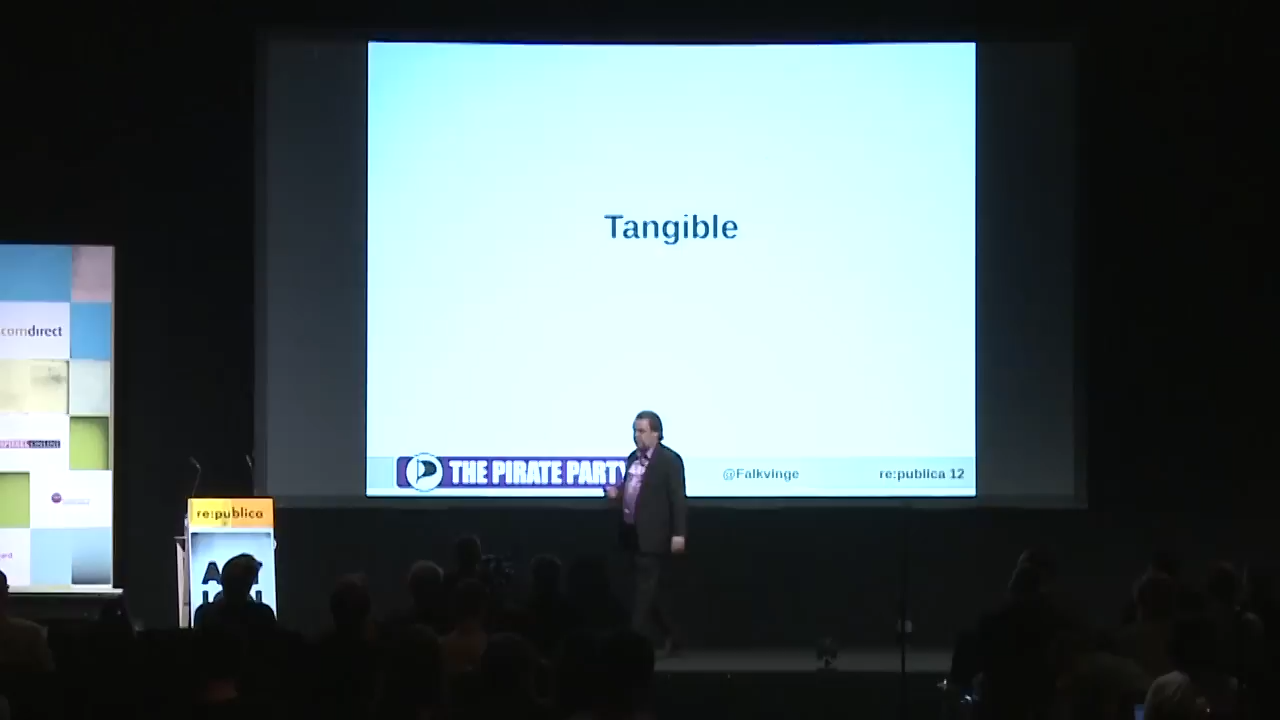 Tangible
THE PIRATE PARTY
@Falkvinge
re:publica 12
comdirect
re:publica